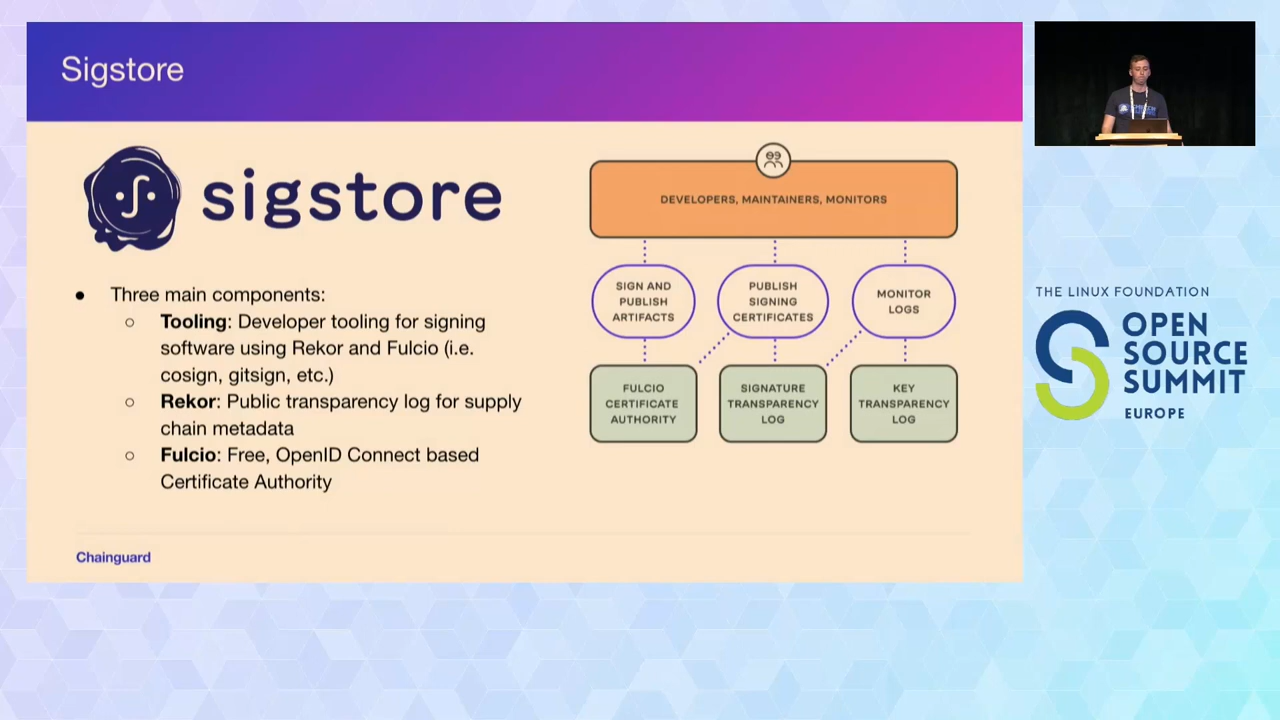 Sigstore
sigstore
● Three main components:
○ Tooling: Developer tooling for signing
software using Rekor and Fulcio (i.e.
cosign, gitsign, etc.)
○ Rekor: Public transparency log for supply
chain metadata
○ Fulcio: Free, OpenID Connect based
Certificate Authority
DEVELOPERS, MAINTAINERS, MONITORS
SIGN AND
PUBLISH
ARTIFACTS
PUBLISH
SIGNING
CERTIFICATES
MONITOR
LOGS
FULCIO
CERTIFICATE
AUTHORITY
SIGNATURE
TRANSPARENCY
LOG
KEY
TRANSPARENCY
LOG
Chainguard
THE LINUX FOUNDATION
OPEN
SOURCE
SUMMIT
EUROPE